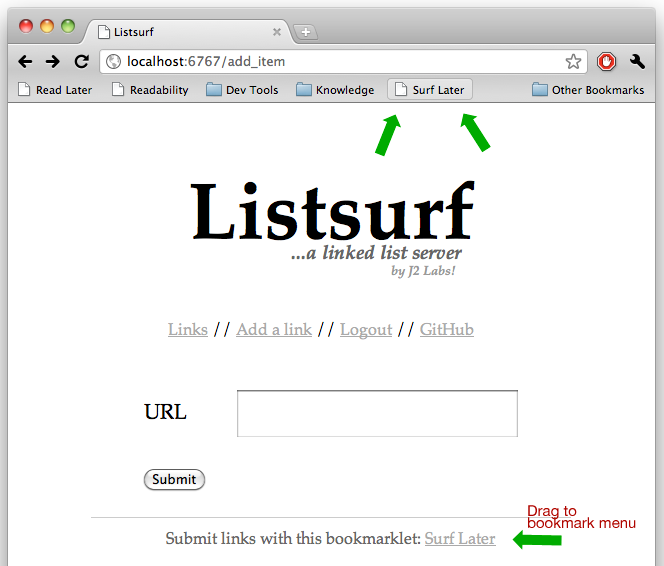 Listsurf
localhost:6767/add_item
Read Later Readability Dev Tools Knowledge Surf Later Other Bookmarks
Listsurf
...a linked list server
by J2 Labs!
Links // Add a link // Logout // GitHub
URL
Submit
Drag to
bookmark menu
Submit links with this bookmarklet: Surf Later